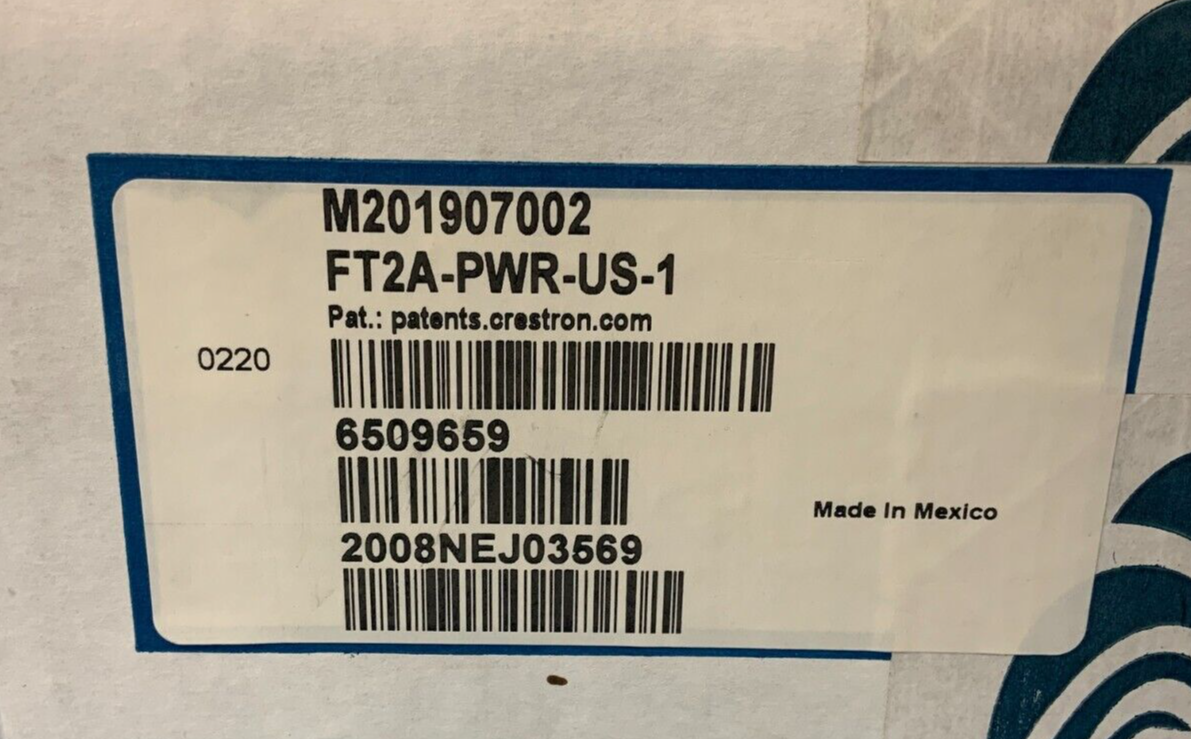 M201907002
FT2A-PWR-US-1
Pat.: patents.crestron.com
0220
6509659
Made In Mexico
2008NEJ03569